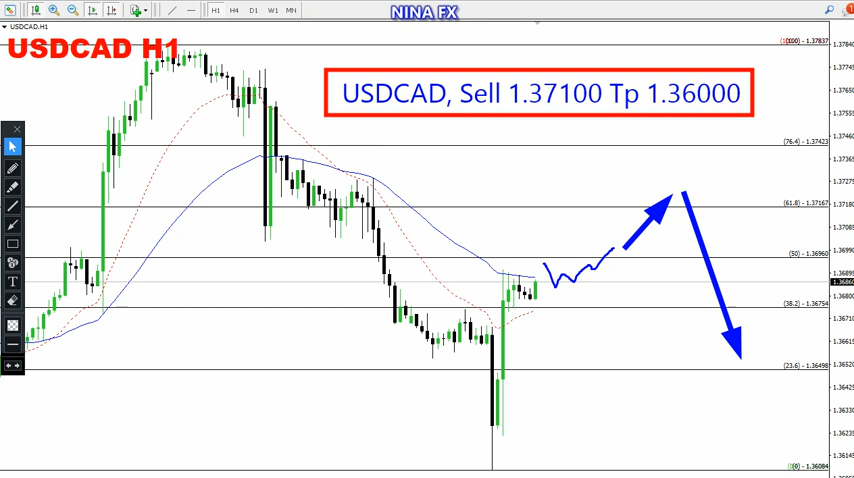 H1 H4 D1 W1 MN
NINA FX
USDCAD,H1
USDCAD H1
USDCAD, Sell 1.37100 Tp 1.36000
(100) - 1.37837
(76.4) - 1.37423
(61.8) - 1.37167
(50) - 1.36960
(38.2) - 1.36754
(23.6) - 1.36498
(0) - 1.36084
1.37840
1.37745
1.37650
1.37555
1.37460
1.37370
1.37275
1.37180
1.37085
1.36990
1.36895
1.36860
1.36800
1.36710
1.36615
1.36520
1.36425
1.36330
1.36235
1.36145
T